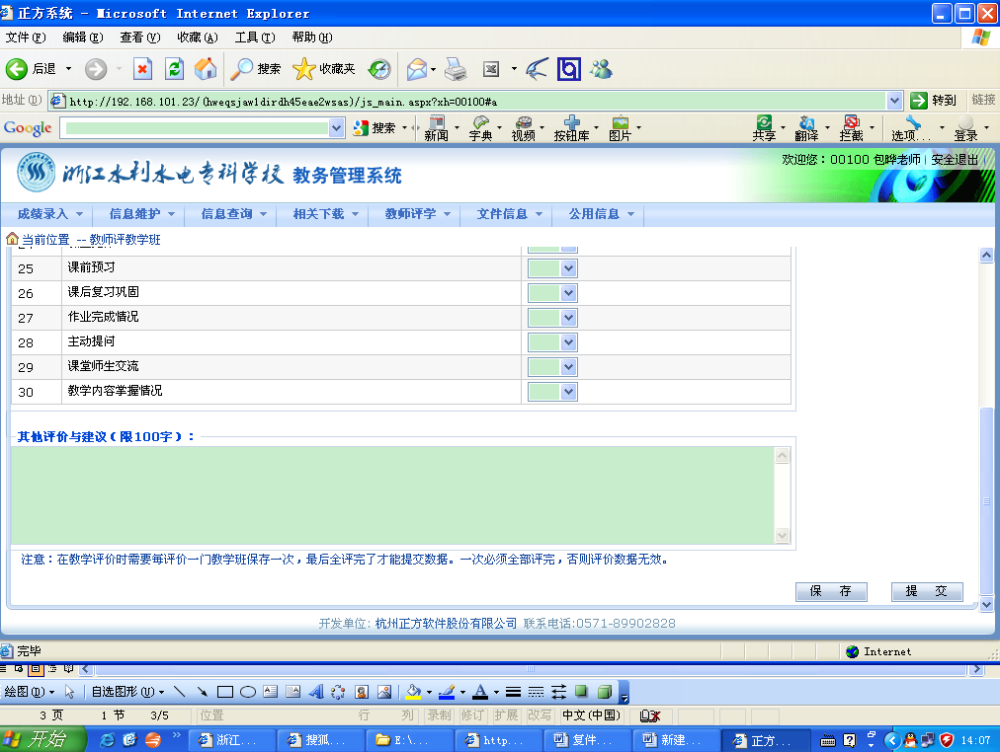 正方系统 - Microsoft Internet Explorer
文件(F) 编辑(E) 查看(V) 收藏(A) 工具(T) 帮助(H)
后退 搜索 收藏夹
地址(D) http://192.168.101.23/(hweqsjaw1dirdh45eae2wsas)/js_main.aspx?xh=00100#a 转到 链接
Google 搜索 新闻 字典 视频 按钮库 图片 共享 翻译 拦截 选项... 登录
浙江水利水电专科学校 教务管理系统 欢迎您：00100 包晔老师 | 安全退出
成绩录入 信息维护 信息查询 相关下载 教师评学 文件信息 公用信息
当前位置 -- 教师评教学班
25 课前预习
26 课后复习巩固
27 作业完成情况
28 主动提问
29 课堂师生交流
30 教学内容掌握情况
其他评价与建议(限100字)：
注意：在教学评价时需要每评价一门教学班保存一次，最后全评完了才能提交数据。一次必须全部评完，否则评价数据无效。
保 存 提 交
开发单位: 杭州正方软件股份有限公司 联系电话:0571-89902828
完毕 Internet
绘图(D) 自选图形(U)
3 页 1 节 3/5 位置 行 列 录制 修订 扩展 改写 中文(中国)
开始 浙江... 搜狐... E:\... http... 复件... 新建... 正方... 14:07